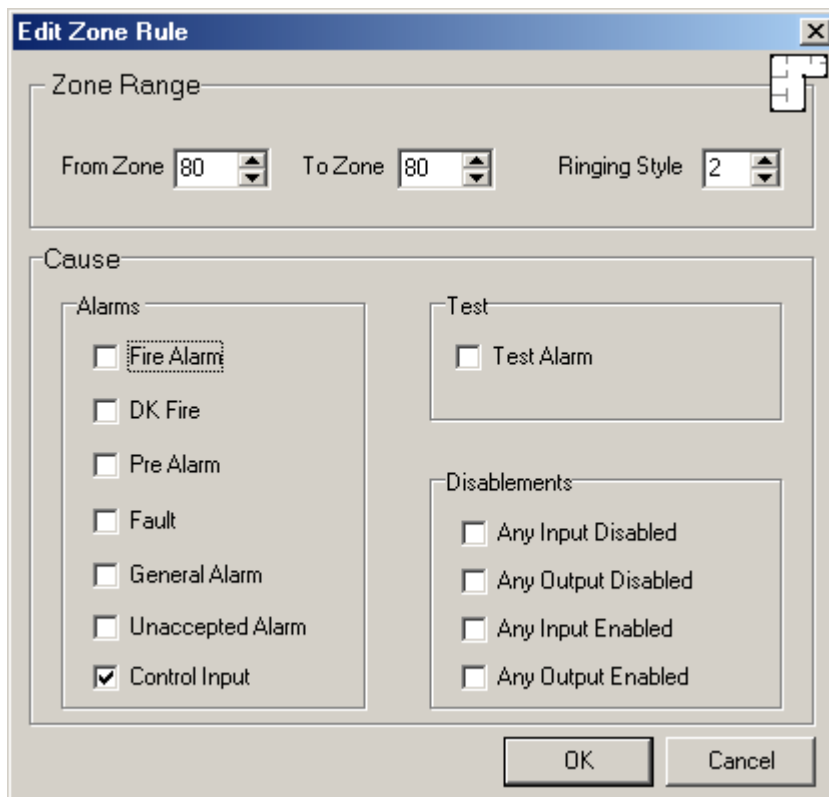 Edit Zone Rule
Zone Range
From Zone 80 To Zone 80 Ringing Style 2
Cause
Alarms
Fire Alarm
DK Fire
Pre Alarm
Fault
General Alarm
Unaccepted Alarm
Control Input
Test
Test Alarm
Disablements
Any Input Disabled
Any Output Disabled
Any Input Enabled
Any Output Enabled
OK Cancel